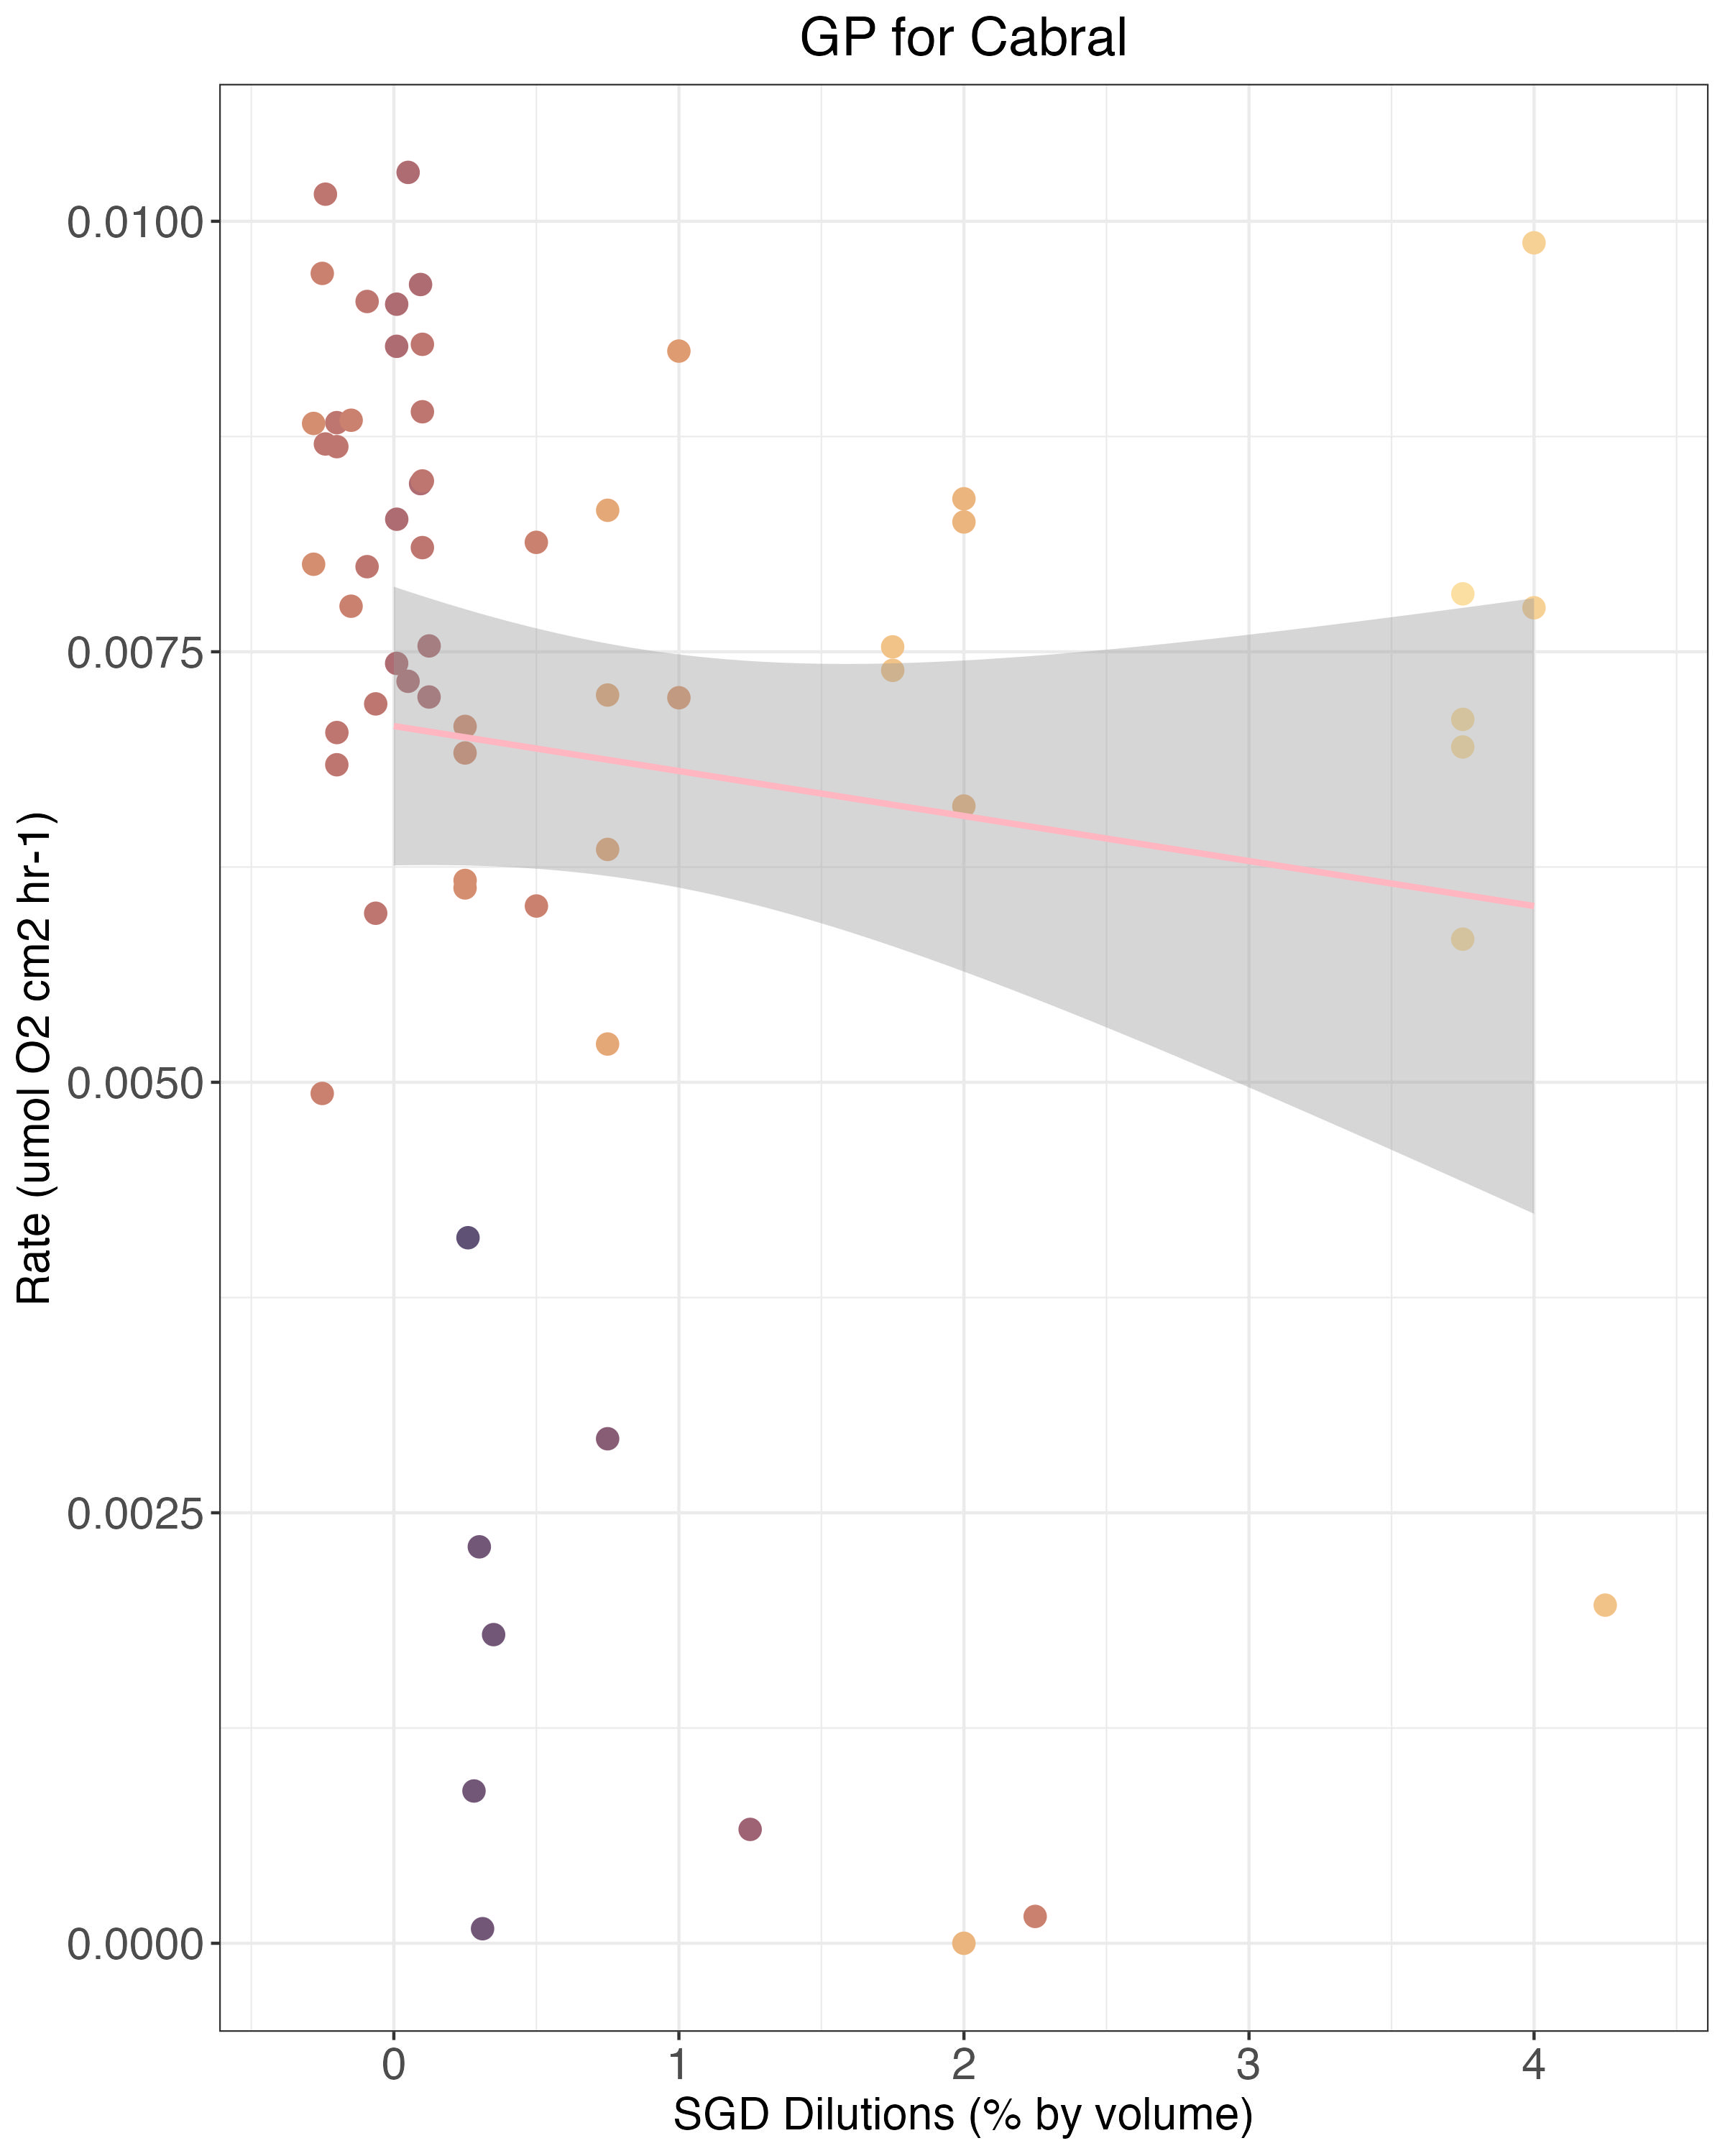 GP for Cabral
0.0100
0.0075
0.0050
0.0025
0.0000
Rate (umol O2 cm2 hr-1)
0 1 2 3 4
SGD Dilutions (% by volume)